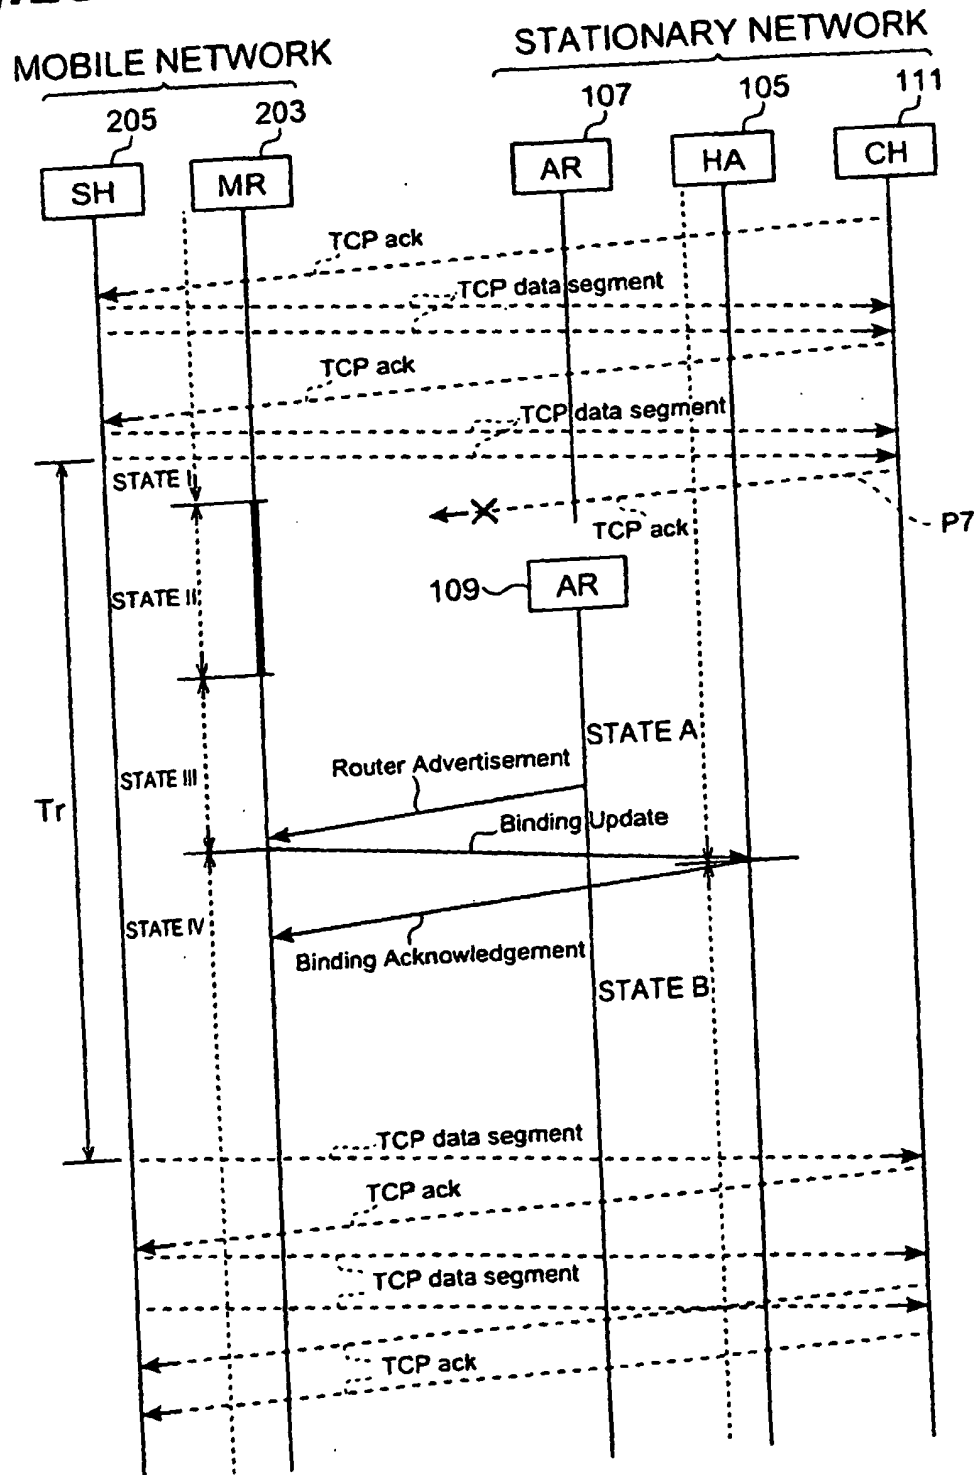 MOBILE NETWORK
STATIONARY NETWORK
205
203
107
105
111
SH
MR
AR
HA
CH
TCP ack
TCP data segment
TCP ack
TCP data segment
STATE I
TCP ack
P7
109
AR
STATE II
STATE A
Router Advertisement
STATE III
Tr
Binding Update
STATE IV
Binding Acknowledgement
STATE B
TCP data segment
TCP ack
TCP data segment
TCP ack